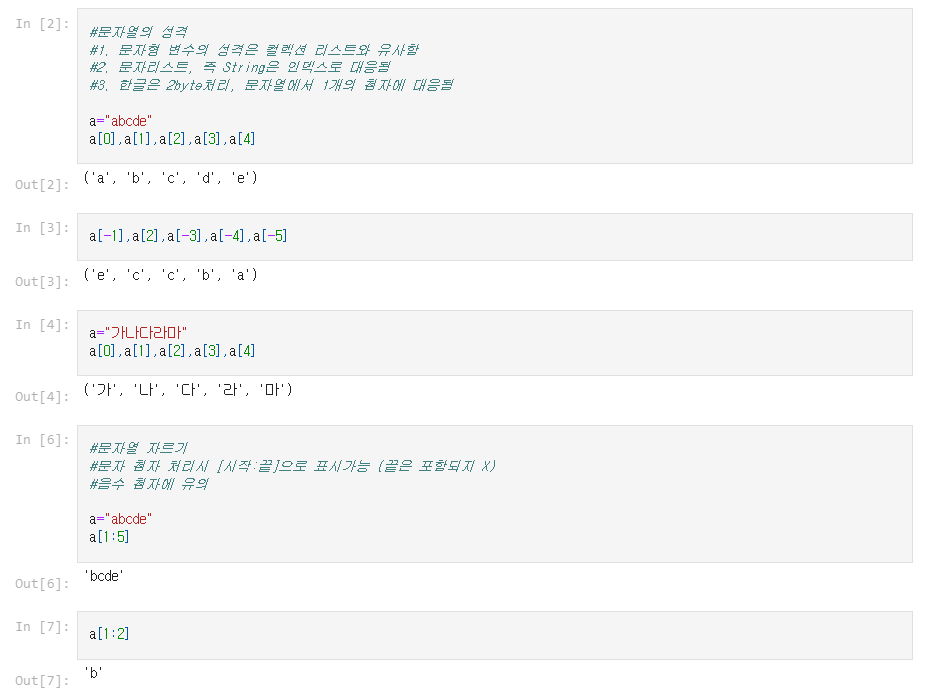 In [2]:
#문자열의 성격
#1. 문자형 변수의 성격은 컬렉션 리스트와 유사함
#2. 문자리스트, 즉 String은 인덱스로 대응됨
#3. 한글은 2byte처리, 문자열에서 1개의 첨자에 대응됨
a="abcde"
a[0],a[1],a[2],a[3],a[4]
Out[2]:
('a', 'b', 'c', 'd', 'e')
In [3]:
a[-1],a[2],a[-3],a[-4],a[-5]
Out[3]:
('e', 'c', 'c', 'b', 'a')
In [4]:
a="가나다라마"
a[0],a[1],a[2],a[3],a[4]
Out[4]:
('가', '나', '다', '라', '마')
In [6]:
#문자열 자르기
#문자 첨자 처리시 [시작:끝]으로 표시가능 (끝은 포함되지 X)
#음수 첨자에 유의
a="abcde"
a[1:5]
Out[6]:
'bcde'
In [7]:
a[1:2]
Out[7]:
'b'